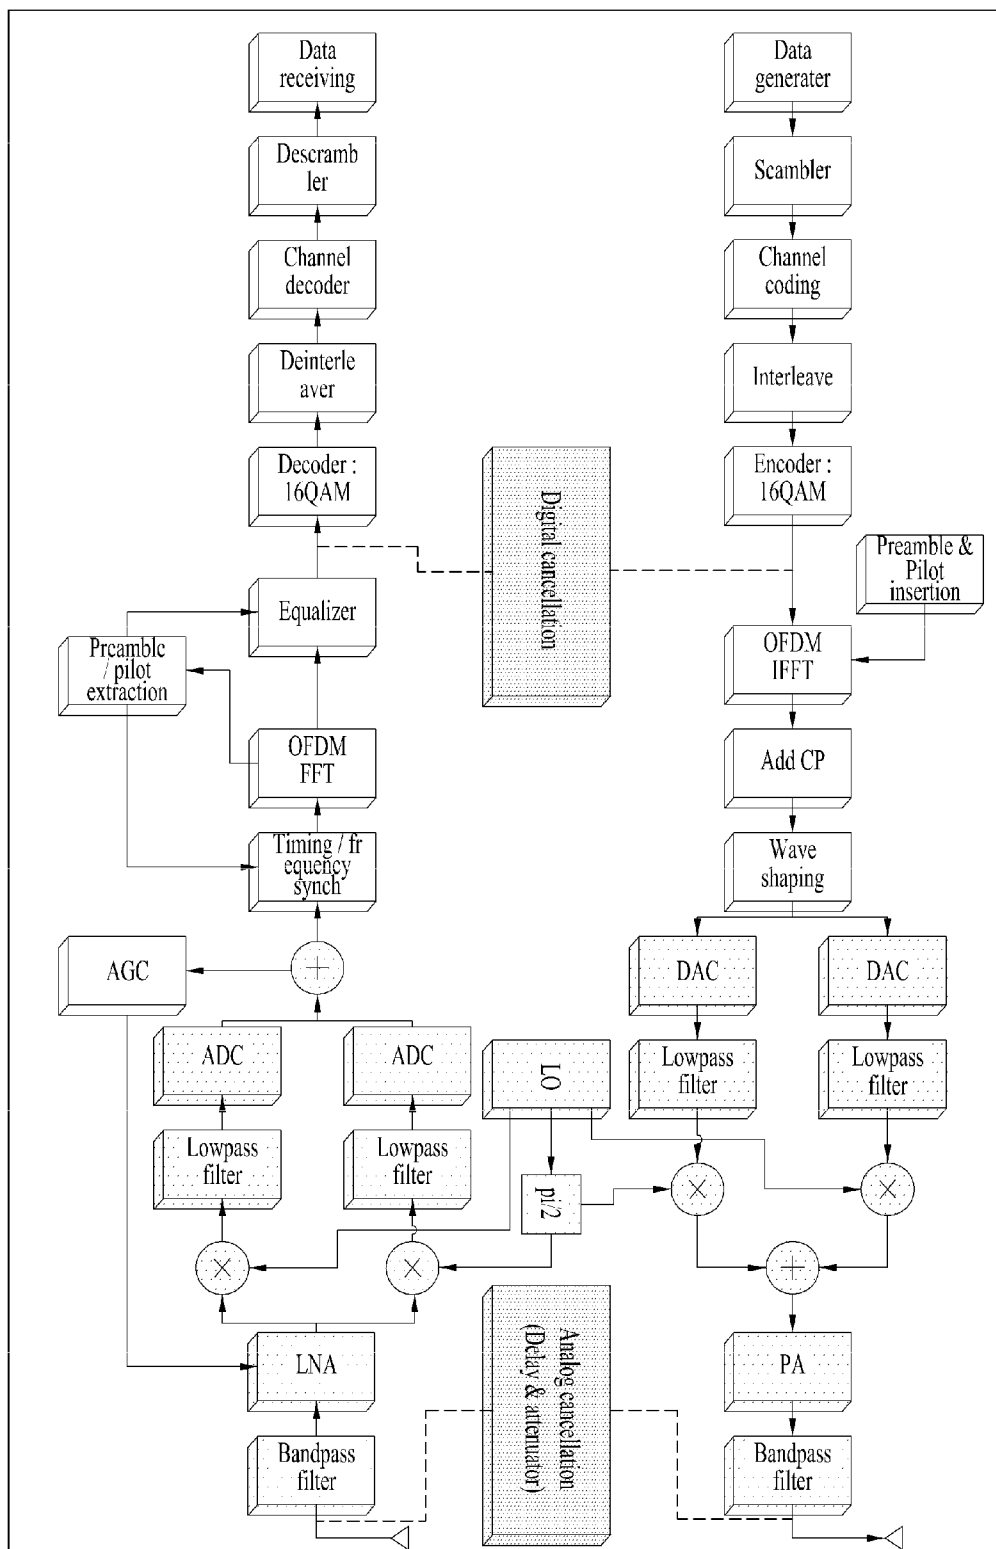 Data
receiving
Data
generater
Descramb
ler
Scambler
Channel
decoder
Channel
coding
Deinterle
aver
Interleave
Decoder :
16QAM
Digital cancellation
Encoder :
16QAM
Preamble &
Pilot
insertion
Equalizer
Preamble
/ pilot
extraction
OFDM
IFFT
OFDM
FFT
Add CP
Timing / fr
equency
synch
Wave
shaping
AGC
+
DAC
DAC
ADC
ADC
LO
Lowpass
filter
Lowpass
filter
Lowpass
filter
Lowpass
filter
pi/2
×
×
×
×
+
Analog cancellation
(Delay & attenuator)
LNA
PA
Bandpass
filter
Bandpass
filter